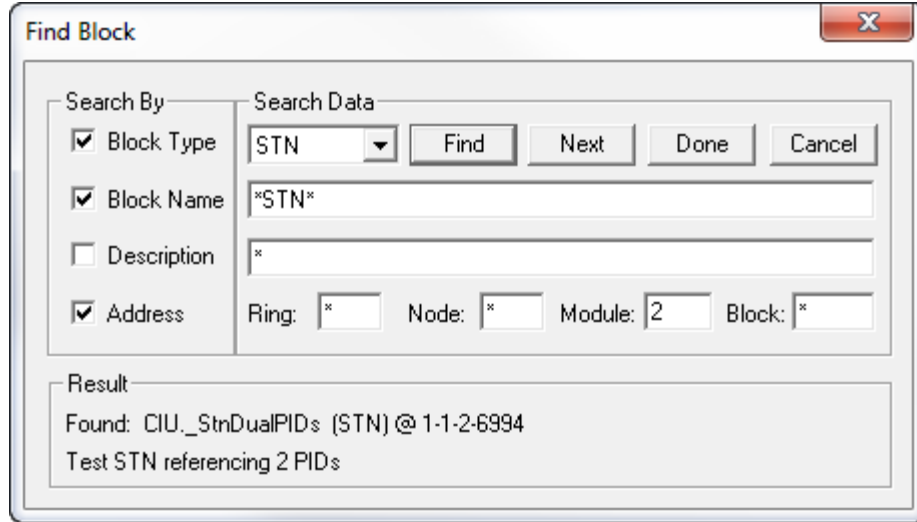 Find Block
Search By
Search Data
Block Type
STN
Find
Next
Done
Cancel
Block Name
*STN*
Description
*
Address
Ring: * Node: * Module: 2 Block: *
Result
Found: CIU._StnDualPIDs (STN) @ 1-1-2-6994
Test STN referencing 2 PIDs